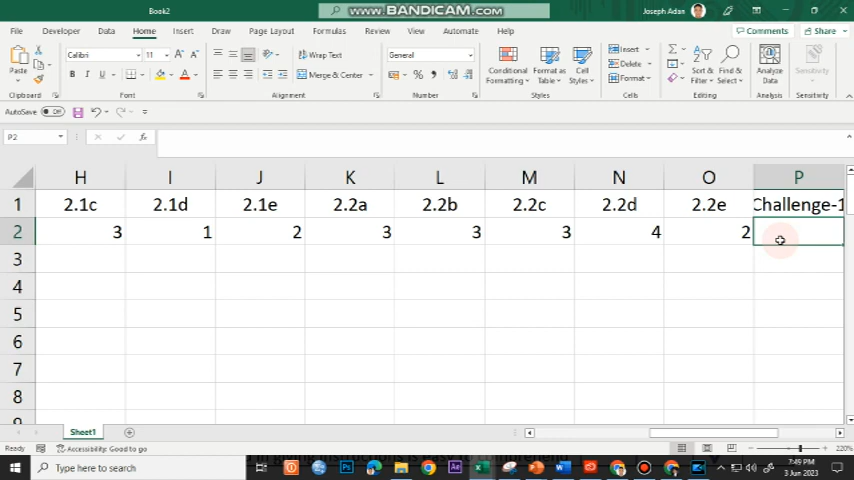 Book2
www.BANDICAM.com
Joseph Adan
File Developer Draw Home Insert Draw Page Layout Formulas Review View Automate Help
Comments Share
Paste Calibri 11 Wrap Text General Conditional Formatting Format as Table Cell Styles Insert Sort & Filter Find & Select Analyze Data Sensitivity
B I U A Merge & Center % Delete
Format
Clipboard Font Alignment Number Styles Cells Editing Analysis Sensitivity
AutoSave Off
P2 fx
H I J K L M N O P
1 2.1c 2.1d 2.1e 2.2a 2.2b 2.2c 2.2d 2.2e Challenge-1
2 3 1 2 3 3 3 4 2
3
4
5
6
7
8
9
Sheet1
Ready Accessibility: Good to go 220%
Type here to search 7:49 PM
3 Jun 2023